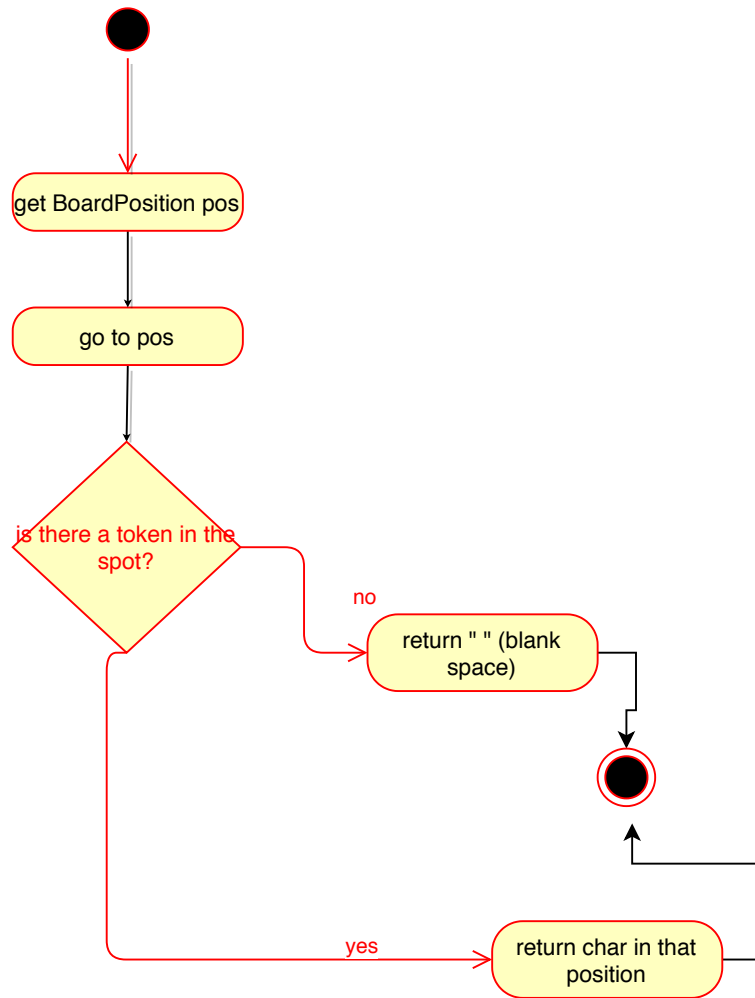 get BoardPosition pos
go to pos
is there a token in the
spot?
no
return " " (blank
space)
yes
return char in that
position